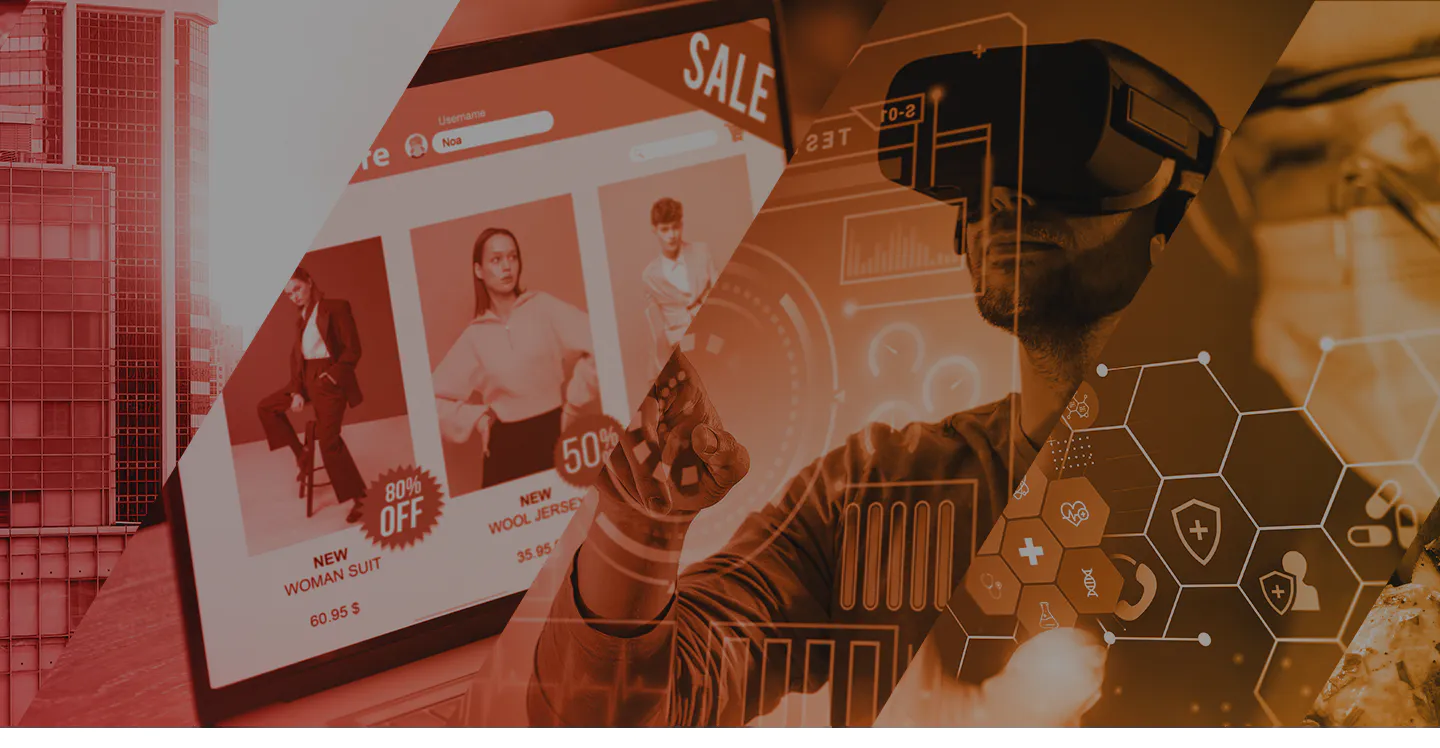 SALE
Username
re
Noa
TES
S-01
80%
OFF
50%
NEW
WOMAN SUIT
60.95 $
NEW
WOOL JERSEY
35.95